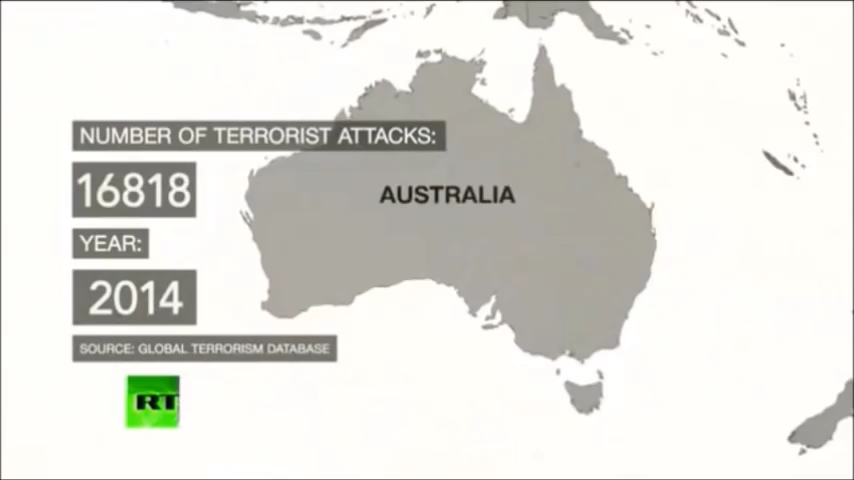 NUMBER OF TERRORIST ATTACKS:
16818
AUSTRALIA
YEAR:
2014
SOURCE: GLOBAL TERRORISM DATABASE
RT